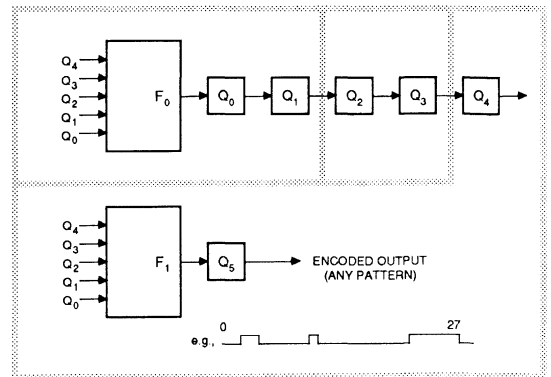 Q4
Q3
Q2
Q1
Q0
F0
Q0
Q1
Q2
Q3
Q4
Q4
Q3
Q2
Q1
Q0
F1
Q5
ENCODED OUTPUT
(ANY PATTERN)
0
27
e.g.,